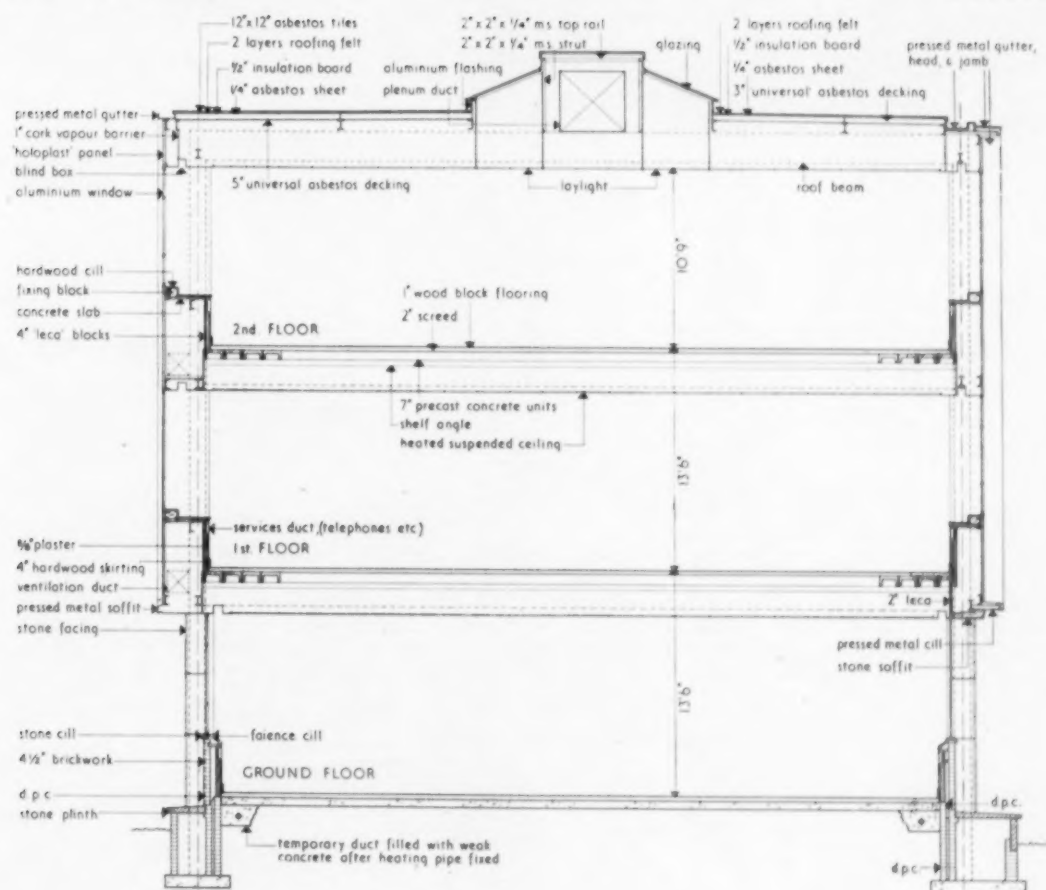 12"x 12" asbestos tiles
2 layers roofing felt
½" insulation board
¼" asbestos sheet
2" x 2" x ¼" m.s. top rail
2" x 2" x ¼" m.s. strut
aluminium flashing
plenum duct
glazing
2 layers roofing felt
½" insulation board
¼" asbestos sheet
3" universal asbestos decking
pressed metal gutter,
head, & jamb
pressed metal gutter
1" cork vapour barrier
'holoplast' panel
blind box
aluminium window
5" universal asbestos decking
laylight
roof beam
10'9"
hardwood cill
fixing block
concrete slab
4" 'leca' blocks
2nd. FLOOR
1" wood block flooring
2" screed
7" precast concrete units
shelf angle
heated suspended ceiling
13'6"
services duct,(telephones etc)
1st. FLOOR
⅝" plaster
4" hardwood skirting
ventilation duct
pressed metal soffit
stone facing
2" leca
pressed metal cill
stone soffit
13'6"
stone cill
faience cill
4½" brickwork
GROUND FLOOR
d.p.c
stone plinth
d.p.c.
temporary duct filled with weak
concrete after heating pipe fixed
d.p.c.